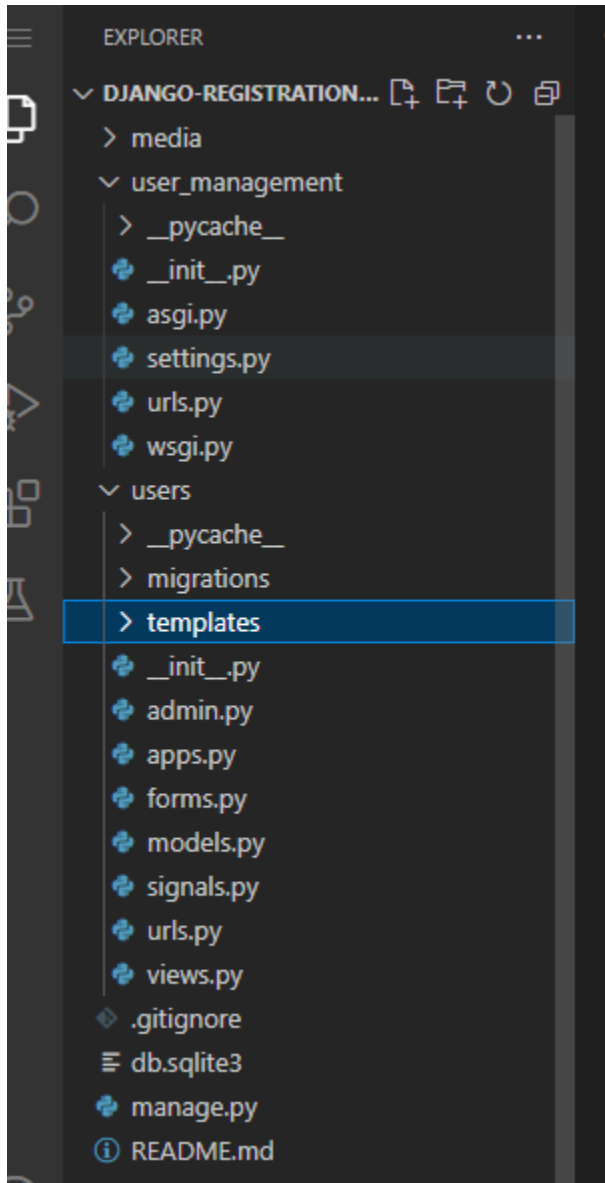 EXPLORER ...
DJANGO-REGISTRATION...
media
user_management
__pycache__
__init__.py
asgi.py
settings.py
urls.py
wsgi.py
users
__pycache__
migrations
templates
__init__.py
admin.py
apps.py
forms.py
models.py
signals.py
urls.py
views.py
.gitignore
db.sqlite3
manage.py
README.md